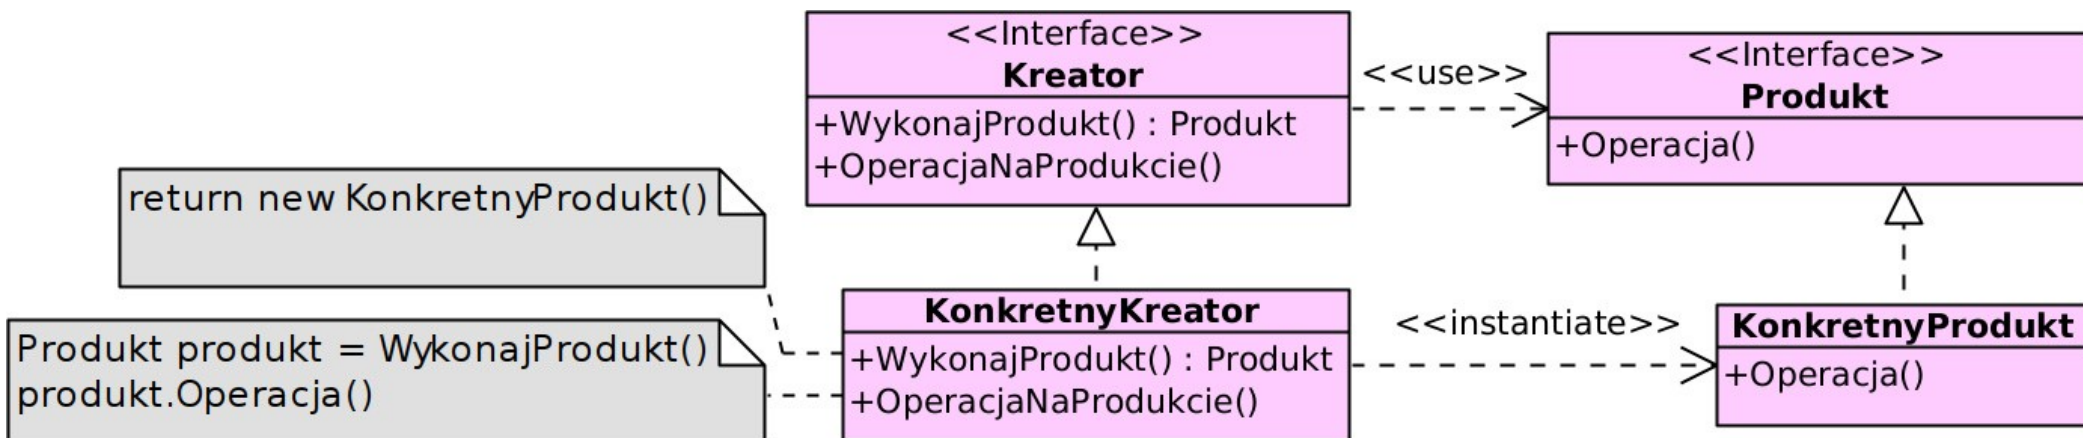 <<Interface>>
Kreator
+WykonajProdukt() : Produkt
+OperacjaNaProdukcie()
<<use>>
<<Interface>>
Produkt
+Operacja()
return new KonkretnyProdukt()
Produkt produkt = WykonajProdukt()
produkt.Operacja()
KonkretnyKreator
+WykonajProdukt() : Produkt
+OperacjaNaProdukcie()
<<instantiate>>
KonkretnyProdukt
+Operacja()